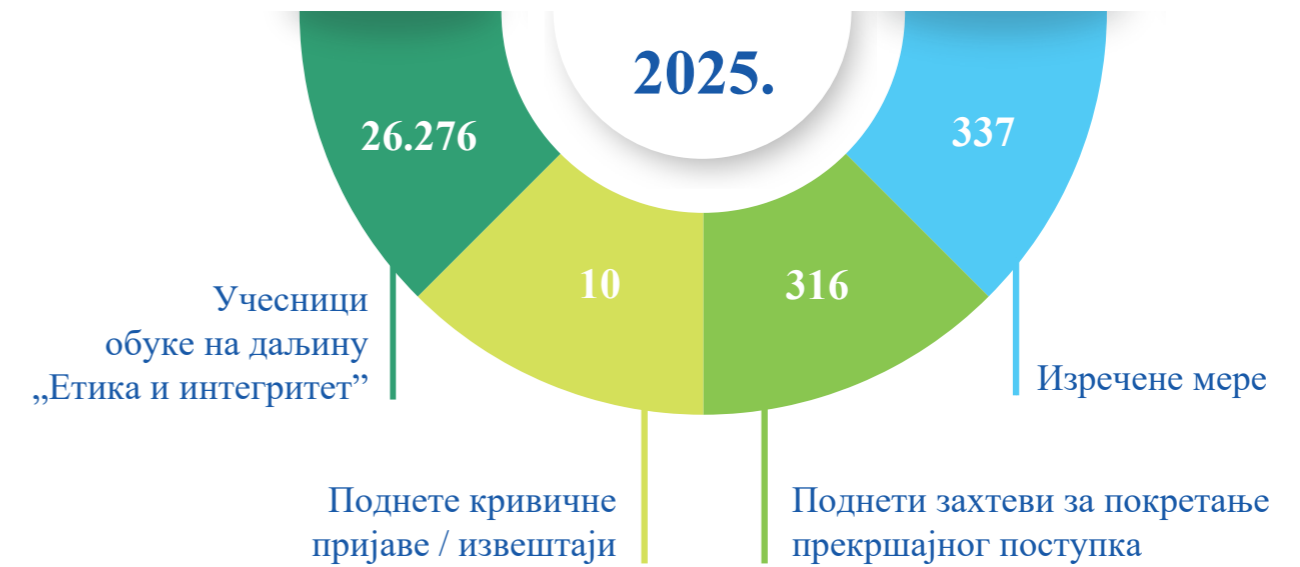 2025.
26.276
337
10
316
Учесници
обуке на даљину
„Етика и интегритет”
Изречене мере
Поднете кривичне
пријаве / извештаји
Поднети захтеви за покретање
прекршајног поступка